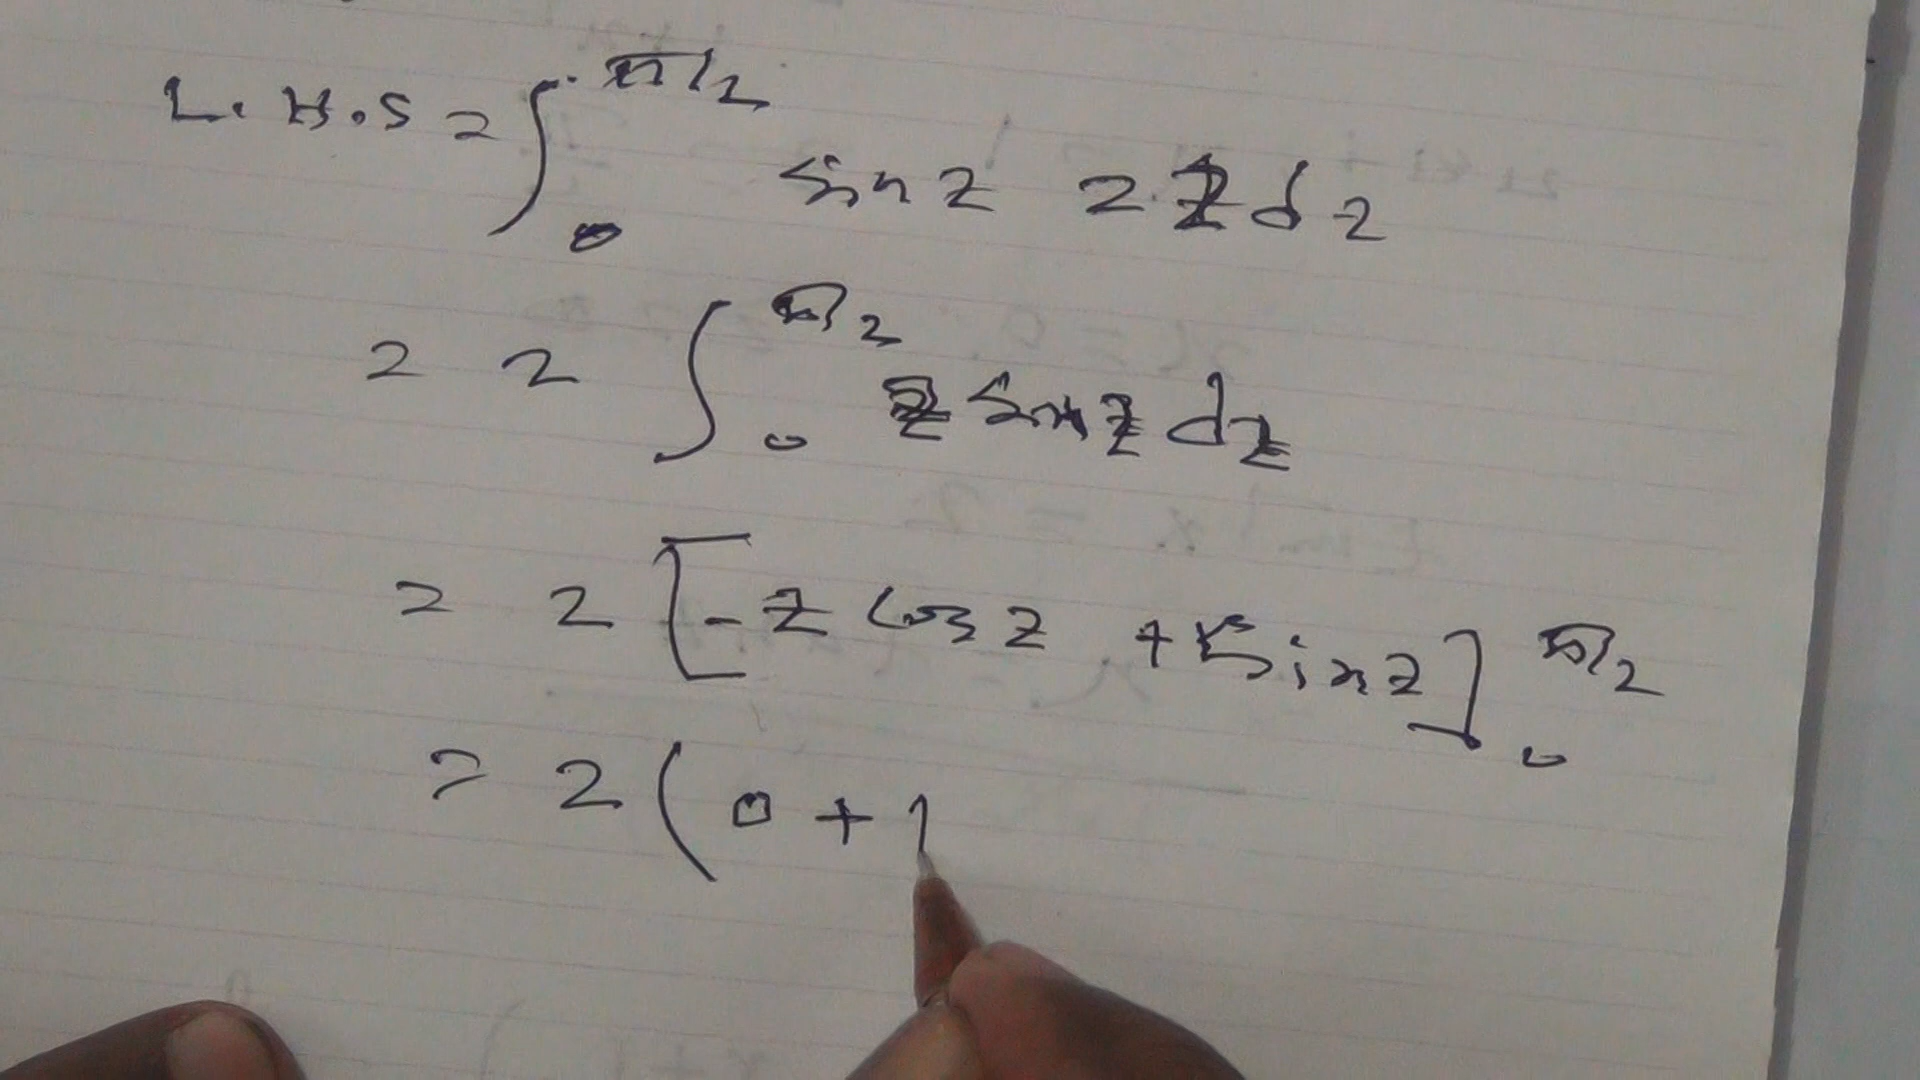 L.H.S = ∫₀^{π/2} sin z 2z dz
= 2 ∫₀^{π/2} z sin z dz
= 2 [-z cos z + sin z]₀^{π/2}
= 2 ( 0 + 1